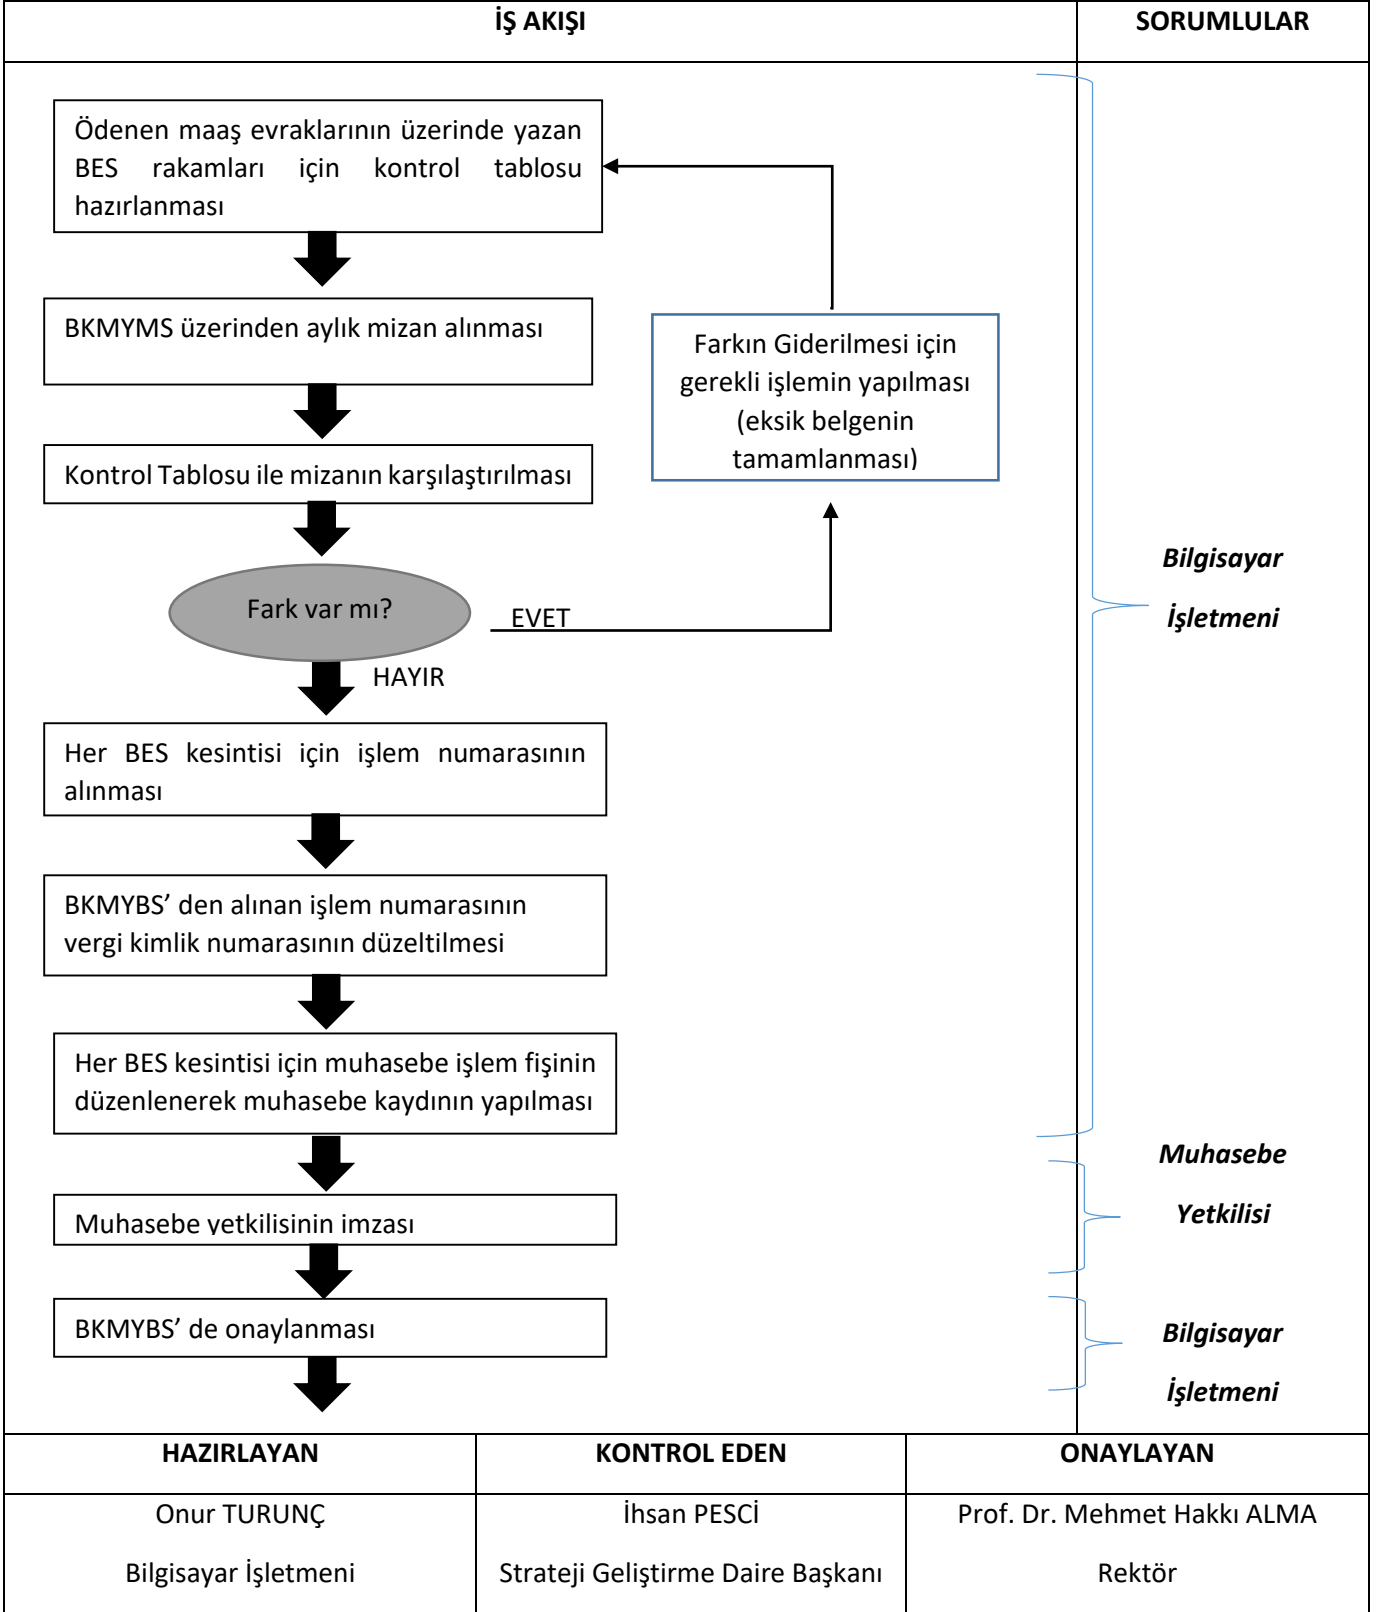 İŞ AKIŞI
SORUMLULAR
Ödenen maaş evraklarının üzerinde yazan
BES rakamları için kontrol tablosu
hazırlanması
BKMYMS üzerinden aylık mizan alınması
Farkın Giderilmesi için
gerekli işlemin yapılması
(eksik belgenin
tamamlanması)
Kontrol Tablosu ile mizanın karşılaştırılması
Fark var mı?
EVET
HAYIR
Her BES kesintisi için işlem numarasının
alınması
BKMYBS’ den alınan işlem numarasının
vergi kimlik numarasının düzeltilmesi
Her BES kesintisi için muhasebe işlem fişinin
düzenlenerek muhasebe kaydının yapılması
Muhasebe yetkilisinin imzası
BKMYBS’ de onaylanması
Bilgisayar
İşletmeni
Muhasebe
Yetkilisi
Bilgisayar
İşletmeni
HAZIRLAYAN
KONTROL EDEN
ONAYLAYAN
Onur TURUNÇ
İhsan PESCİ
Prof. Dr. Mehmet Hakkı ALMA
Bilgisayar İşletmeni
Strateji Geliştirme Daire Başkanı
Rektör